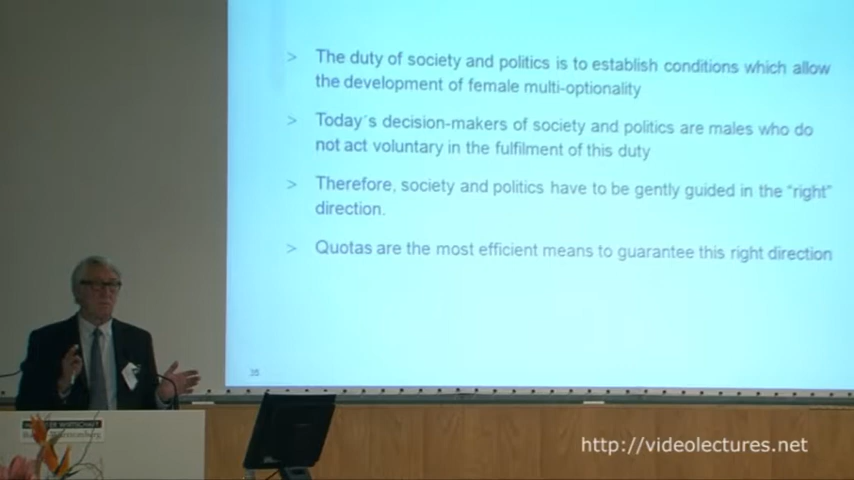 > The duty of society and politics is to establish conditions which allow
the development of female multi-optionality
> Today´s decision-makers of society and politics are males who do
not act voluntary in the fulfilment of this duty
> Therefore, society and politics have to be gently guided in the “right”
direction.
> Quotas are the most efficient means to guarantee this right direction
WIRTSCHAFT
http://videolectures.net